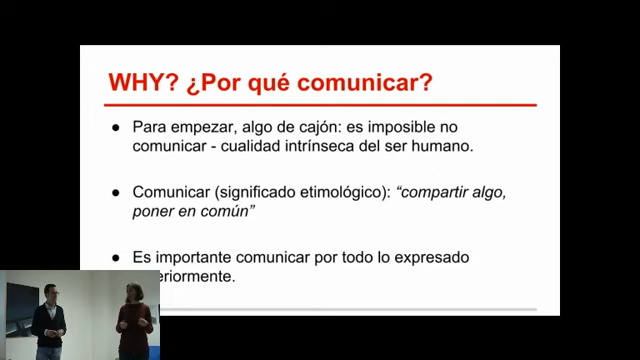 WHY? ¿Por qué comunicar?
● Para empezar, algo de cajón: es imposible no
comunicar - cualidad intrínseca del ser humano.
● Comunicar (significado etimológico): “compartir algo,
poner en común”
● Es importante comunicar por todo lo expresado
eriormente.